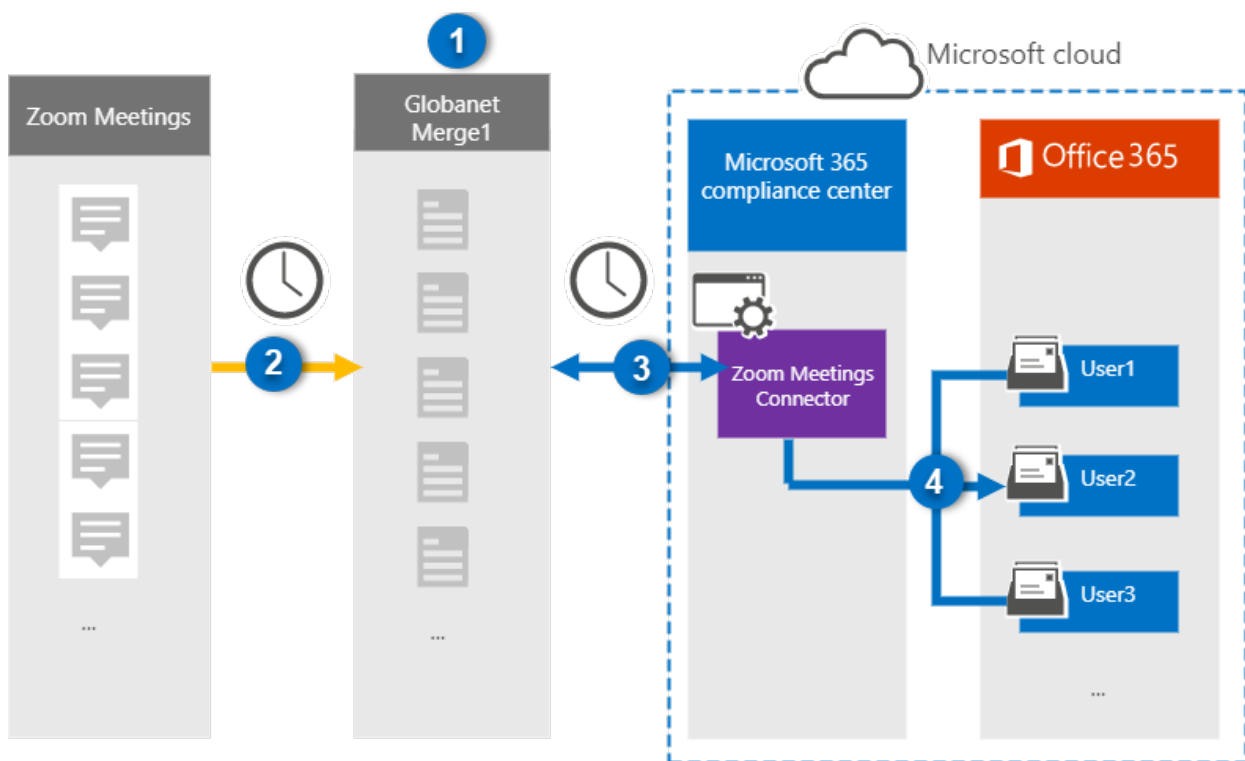 1
Microsoft cloud
Zoom Meetings
Globanet
Merge1
Microsoft 365
compliance center
Office 365
2
3
Zoom Meetings
Connector
4
User1
User2
User3
...
...
...